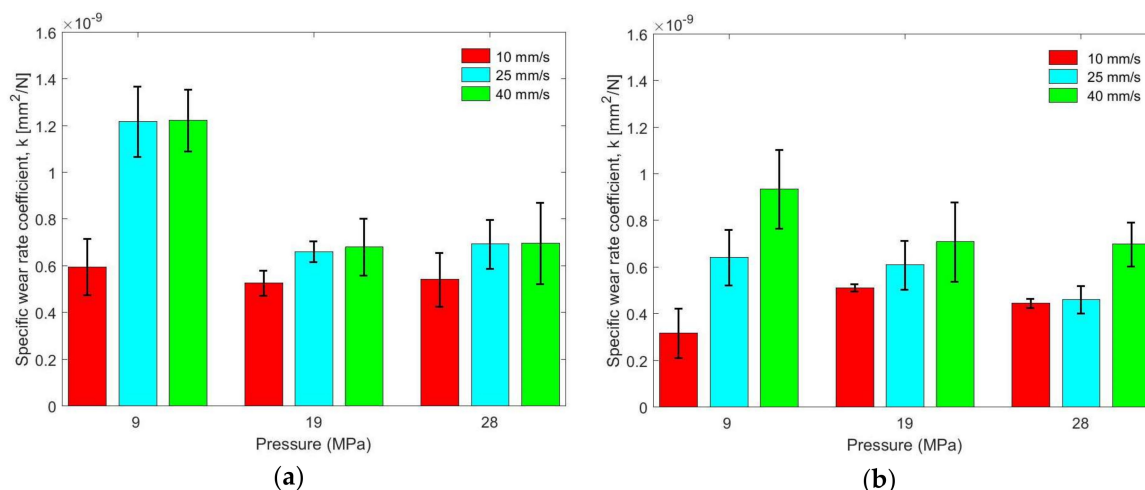 ×10⁻⁹
1.6
1.4
1.2
1
0.8
0.6
0.4
0.2
0
Specific wear rate coefficient, k [mm²/N]
10 mm/s
25 mm/s
40 mm/s
9
19
28
Pressure (MPa)
(a)
×10⁻⁹
1.6
1.4
1.2
1
0.8
0.6
0.4
0.2
0
Specific wear rate coefficient, k [mm²/N]
10 mm/s
25 mm/s
40 mm/s
9
19
28
Pressure (MPa)
(b)